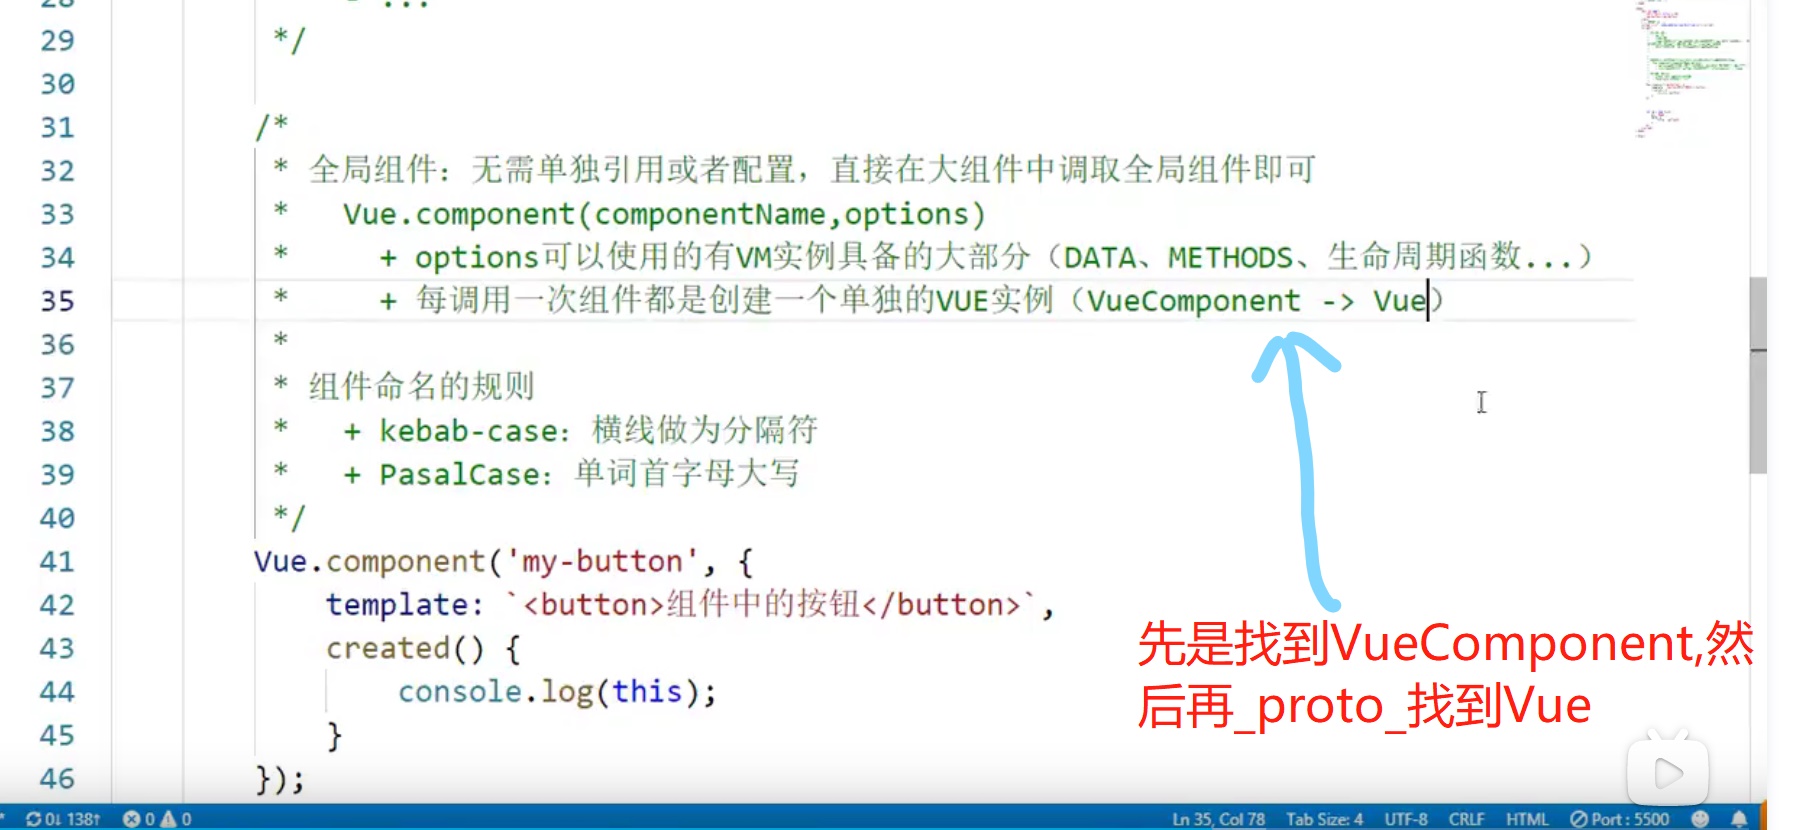 29 */
30
31 /*
32 * 全局组件：无需单独引用或者配置，直接在大组件中调取全局组件即可
33 * Vue.component(componentName,options)
34 * + options可以使用的有VM实例具备的大部分（DATA、METHODS、生命周期函数...）
35 * + 每调用一次组件都是创建一个单独的VUE实例（VueComponent -> Vue）
36 *
37 * 组件命名的规则
38 * + kebab-case：横线做为分隔符
39 * + PasalCase：单词首字母大写
40 */
41 Vue.component('my-button', {
42 template: `<button>组件中的按钮</button>`,
43 created() {
44 console.log(this);
45 }
46 });
先是找到VueComponent,然
后再_proto_找到Vue
0↓ 138↑ 0 0 Ln 35, Col 78 Tab Size: 4 UTF-8 CRLF HTML Port : 5500